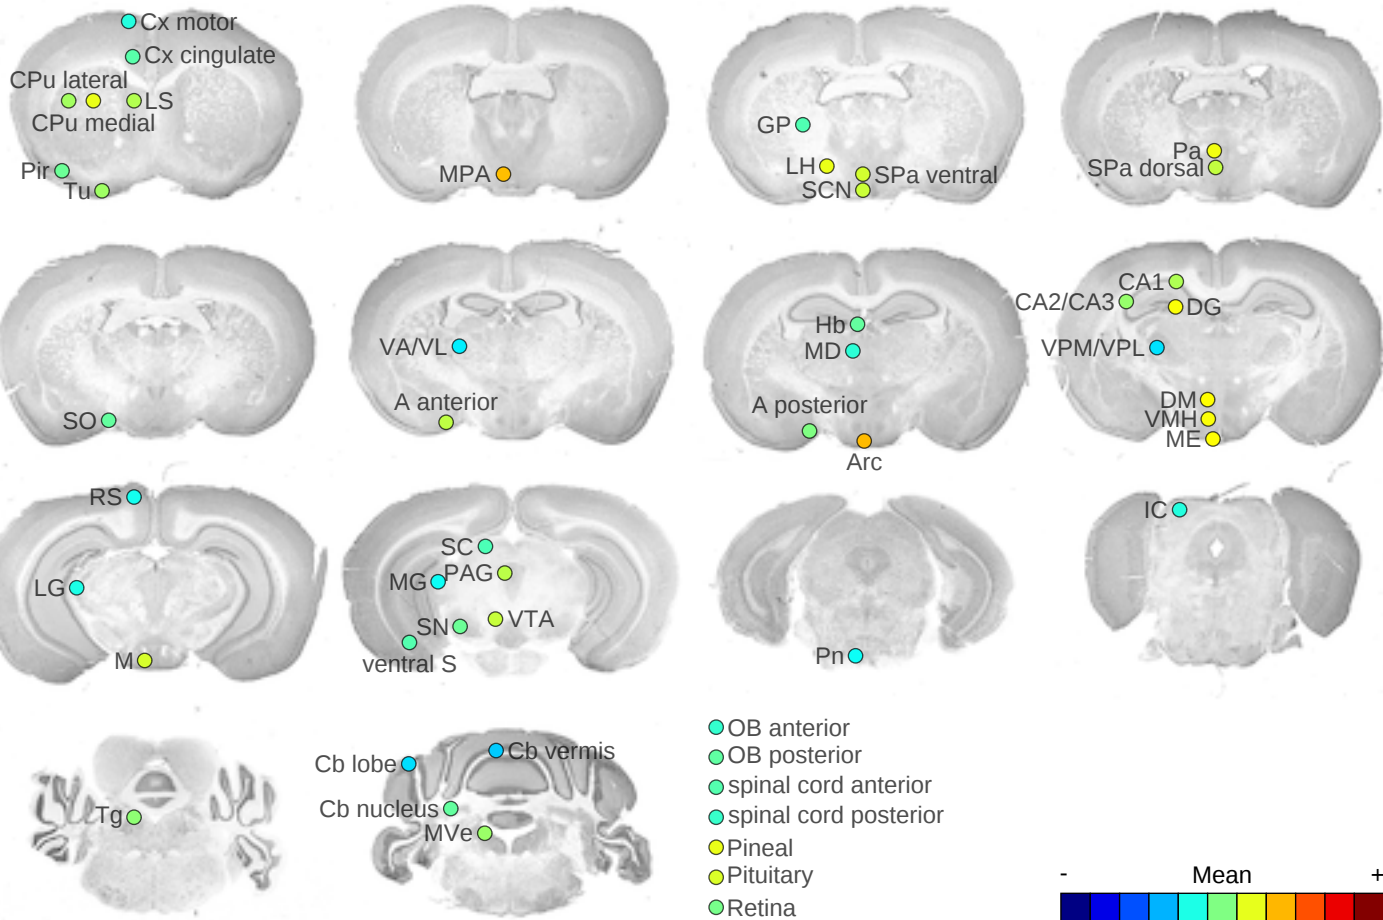 Cx motor
Cx cingulate
CPu lateral
LS
CPu medial
Pir
Tu
MPA
GP
LH
SPa ventral
SCN
Pa
SPa dorsal
SO
VA/VL
A anterior
Hb
MD
A posterior
Arc
CA1
CA2/CA3
DG
VPM/VPL
DM
VMH
ME
RS
LG
M
SC
MG
PAG
SN
VTA
ventral S
Pn
IC
Tg
Cb lobe
Cb vermis
Cb nucleus
MVe
OB anterior
OB posterior
spinal cord anterior
spinal cord posterior
Pineal
Pituitary
Retina
- Mean +